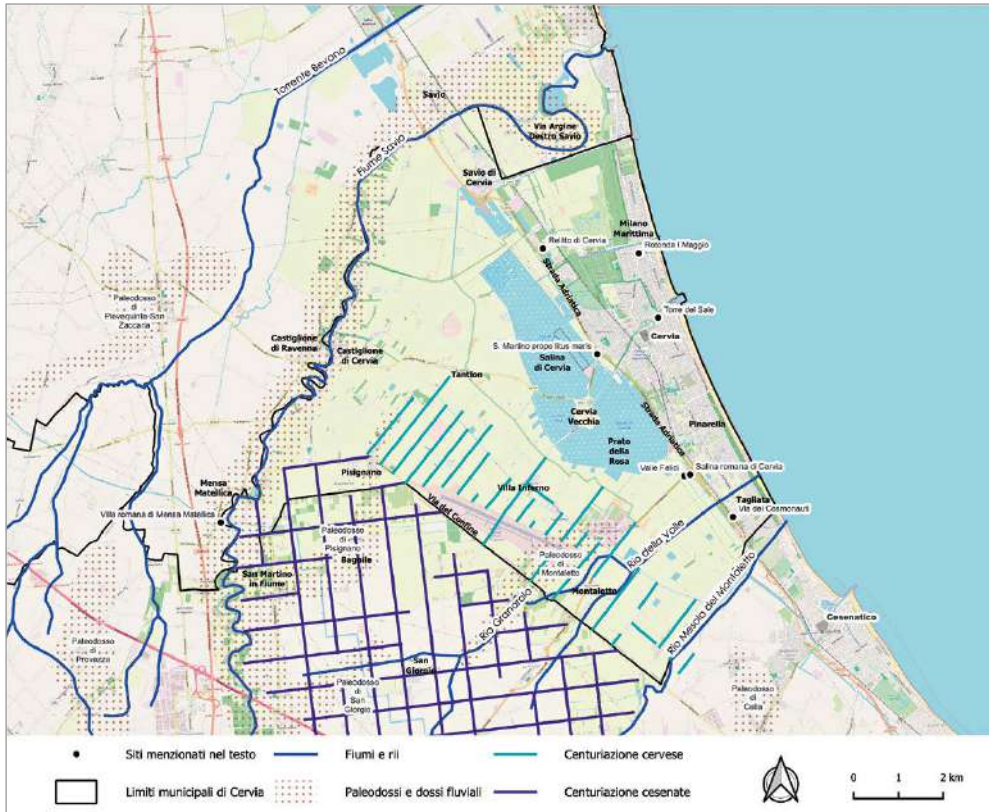 Torrente Bevano
Savio
Fiume Savio
Via Argine
Destro Savio
Savio di
Cervia
Milano
Marittima
Relitto di Cervia
Rotonda I Maggio
Strada Adriatica
Paleodosso
di
Pievequinta-San
Zaccaria
Torre del Sale
Cervia
Castiglione
di Ravenna
Castiglione
di Cervia
S. Martino prope litus maris
Salina
di Cervia
Tantlon
Cervia
Vecchia
Strada Adriatica
Pinarella
Prato
della
Rosa
Mensa
Matellica
Pisignano
Villa Inferno
Valle Felici
Salina romana di Cervia
Tagliata
Via dei Cosmonauti
Villa romana di Mensa Matellica
Via del Confine
Paleodosso
di
Pisignano
Bagnile
Paleodosso
di
Montaletto
Rio della Valle
San Martino
in Fiume
Montaletto
Rio Granarolo
Rio Mesola del Montaletto
Cesenatico
Paleodosso
di
Provezza
San
Giorgio
Paleodosso
di
San
Giorgio
Paleodosso
di
Cella
Siti menzionati nel testo
Fiumi e rii
Centuriazione cervese
Limiti municipali di Cervia
Paleodossi e dossi fluviali
Centuriazione cesenate
0 1 2 km